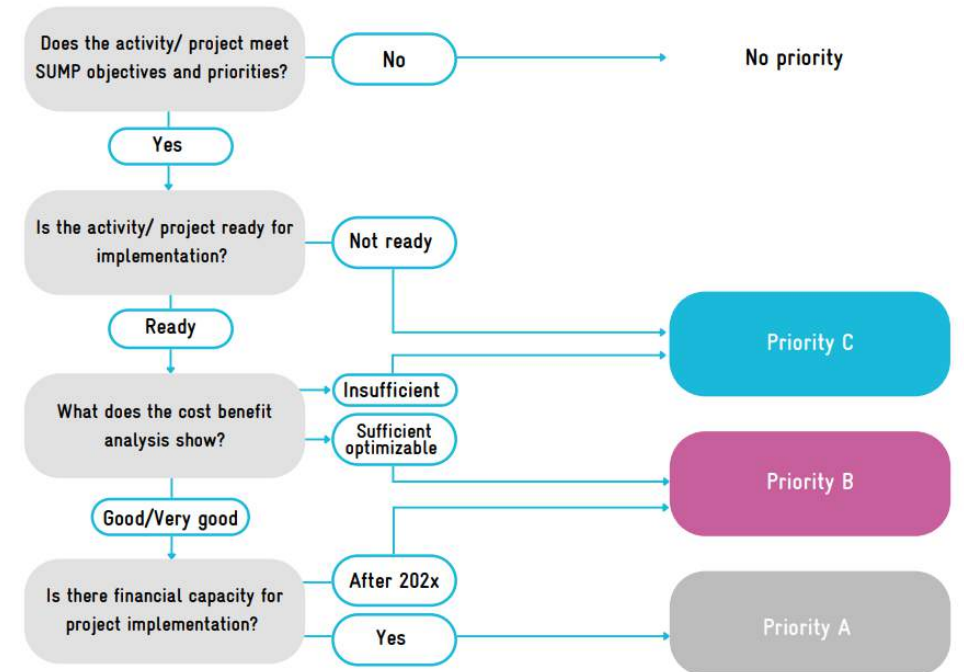 Does the activity/ project meet
SUMP objectives and priorities?
No
No priority
Yes
Is the activity/ project ready for
implementation?
Not ready
Ready
Priority C
What does the cost benefit
analysis show?
Insufficient
Sufficient
optimizable
Priority B
Good/Very good
Is there financial capacity for
project implementation?
After 202x
Yes
Priority A